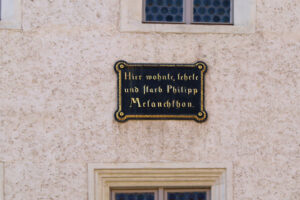 Hier wohnte, lehrte
und starb Philipp
Melanchthon.